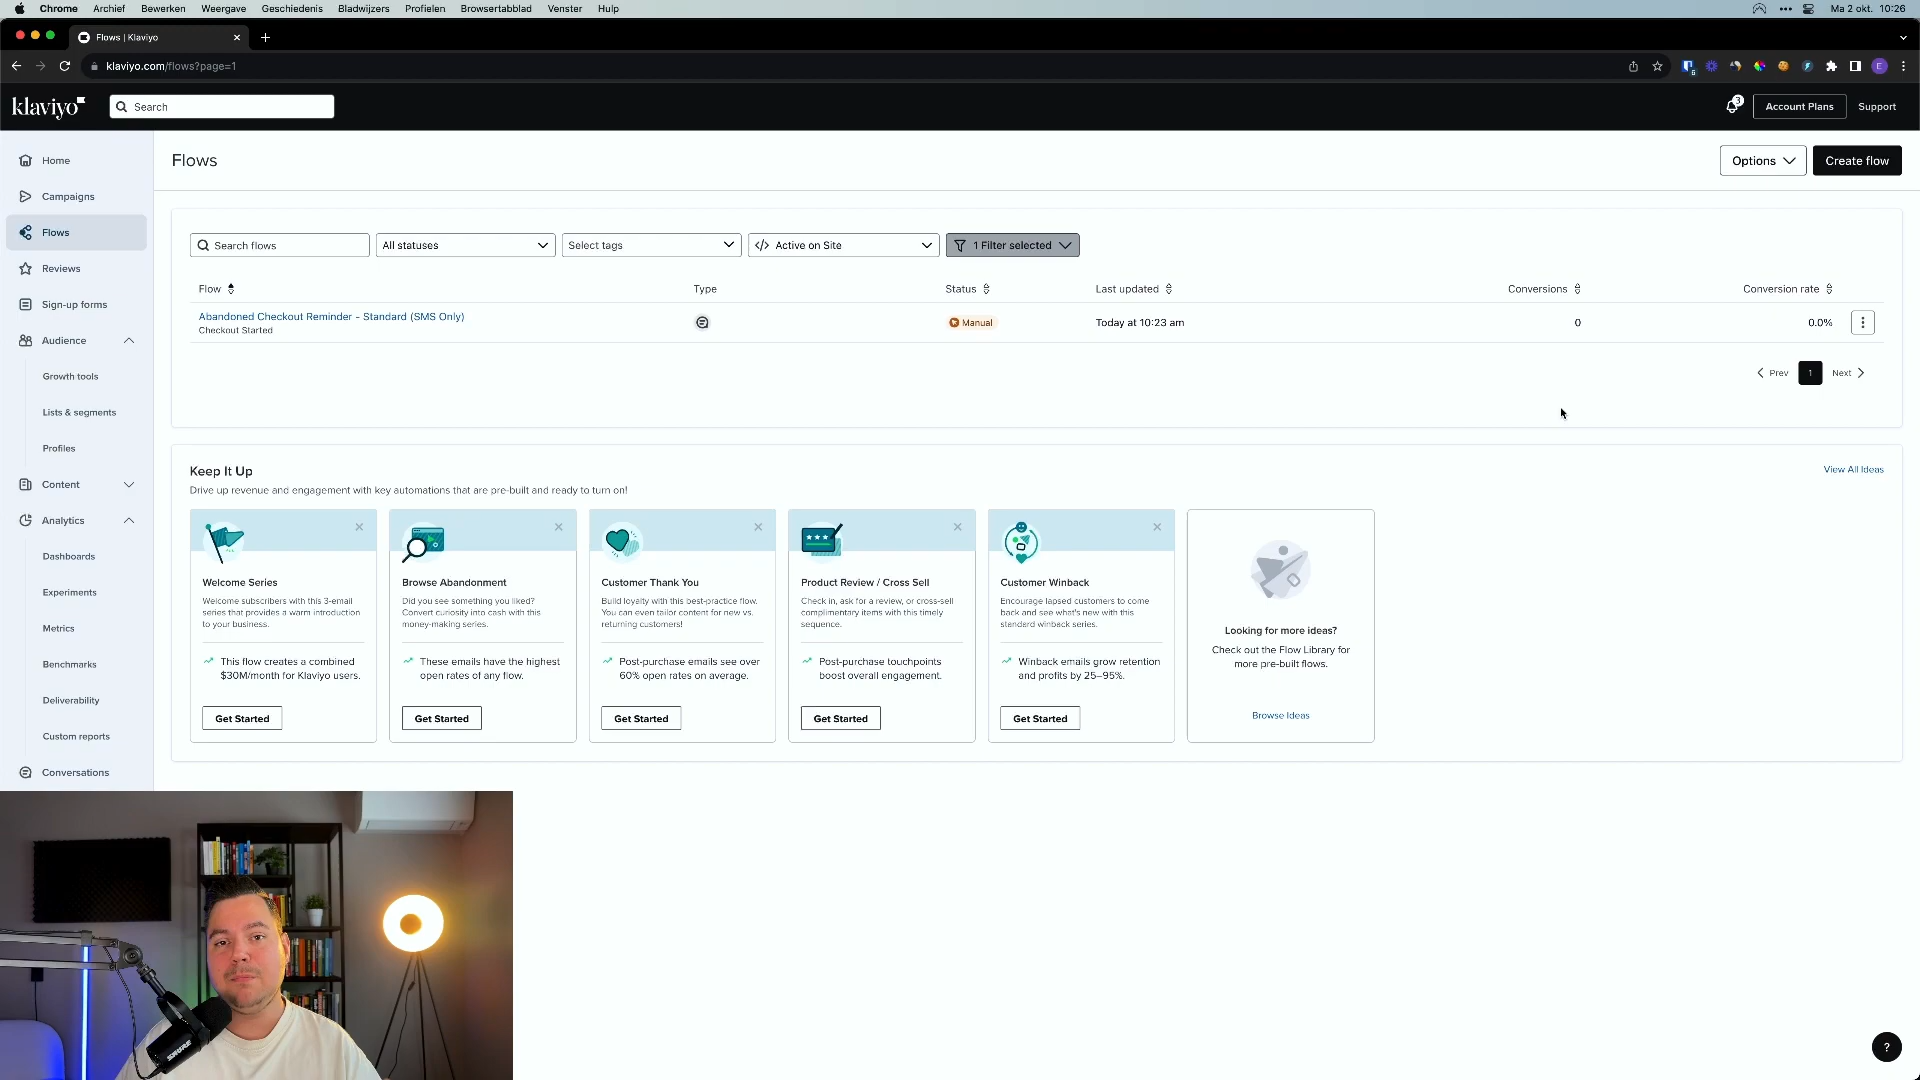 Chrome Archief Bewerken Weergave Geschiedenis Bladwijzers Profielen Browsertabblad Venster Hulp Ma 2 okt. 10:26
Flows | Klaviyo
klaviyo.com/flows?page=1
klaviyo Search 3 Account Plans Support
Home
Campaigns
Flows
Reviews
Sign-up forms
Audience
Growth tools
Lists & segments
Profiles
Content
Analytics
Dashboards
Experiments
Metrics
Benchmarks
Deliverability
Custom reports
Conversations
Flows Options Create flow
Search flows All statuses Select tags Active on Site 1 Filter selected
Flow Type Status Last updated Conversions Conversion rate
Abandoned Checkout Reminder - Standard (SMS Only) Manual Today at 10:23 am 0 0.0%
Checkout Started
Prev 1 Next
Keep It Up View All Ideas
Drive up revenue and engagement with key automations that are pre-built and ready to turn on!
Welcome Series
Welcome subscribers with this 3-email
series that provides a warm introduction
to your business.
This flow creates a combined
$30M/month for Klaviyo users.
Get Started
Browse Abandonment
Did you see something you liked?
Convert curiosity into cash with this
money-making series.
These emails have the highest
open rates of any flow.
Get Started
Customer Thank You
Build loyalty with this best-practice flow.
You can even tailor content for new vs.
returning customers!
Post-purchase emails see over
60% open rates on average.
Get Started
Product Review / Cross Sell
Check in, ask for a review, or cross-sell
complimentary items with this timely
sequence.
Post-purchase touchpoints
boost overall engagement.
Get Started
Customer Winback
Encourage lapsed customers to come
back and see what's new with this
standard winback series.
Winback emails grow retention
and profits by 25–95%.
Get Started
Looking for more ideas?
Check out the Flow Library for
more pre-built flows.
Browse Ideas
SHURE
?